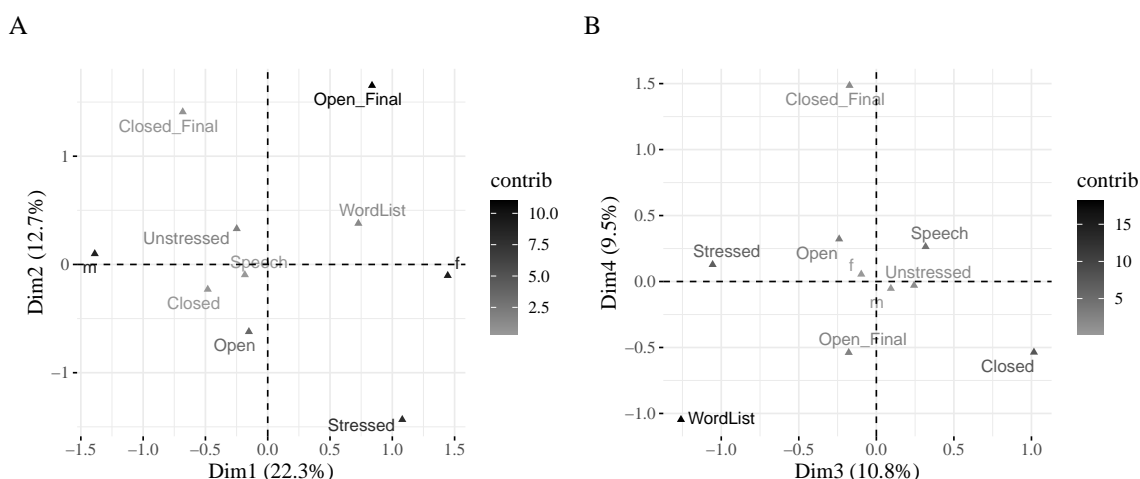 A
Open_Final
Closed_Final
WordList
Unstressed
Speech
m
f
Closed
Open
Stressed
1
0
−1
−1.5
−1.0
−0.5
0.0
0.5
1.0
1.5
Dim1 (22.3%)
Dim2 (12.7%)
contrib
10.0
7.5
5.0
2.5
B
Closed_Final
Speech
Stressed
Open
f
Unstressed
m
Open_Final
Closed
WordList
1.5
1.0
0.5
0.0
−0.5
−1.0
−1.0
−0.5
0.0
0.5
1.0
Dim3 (10.8%)
Dim4 (9.5%)
contrib
15
10
5